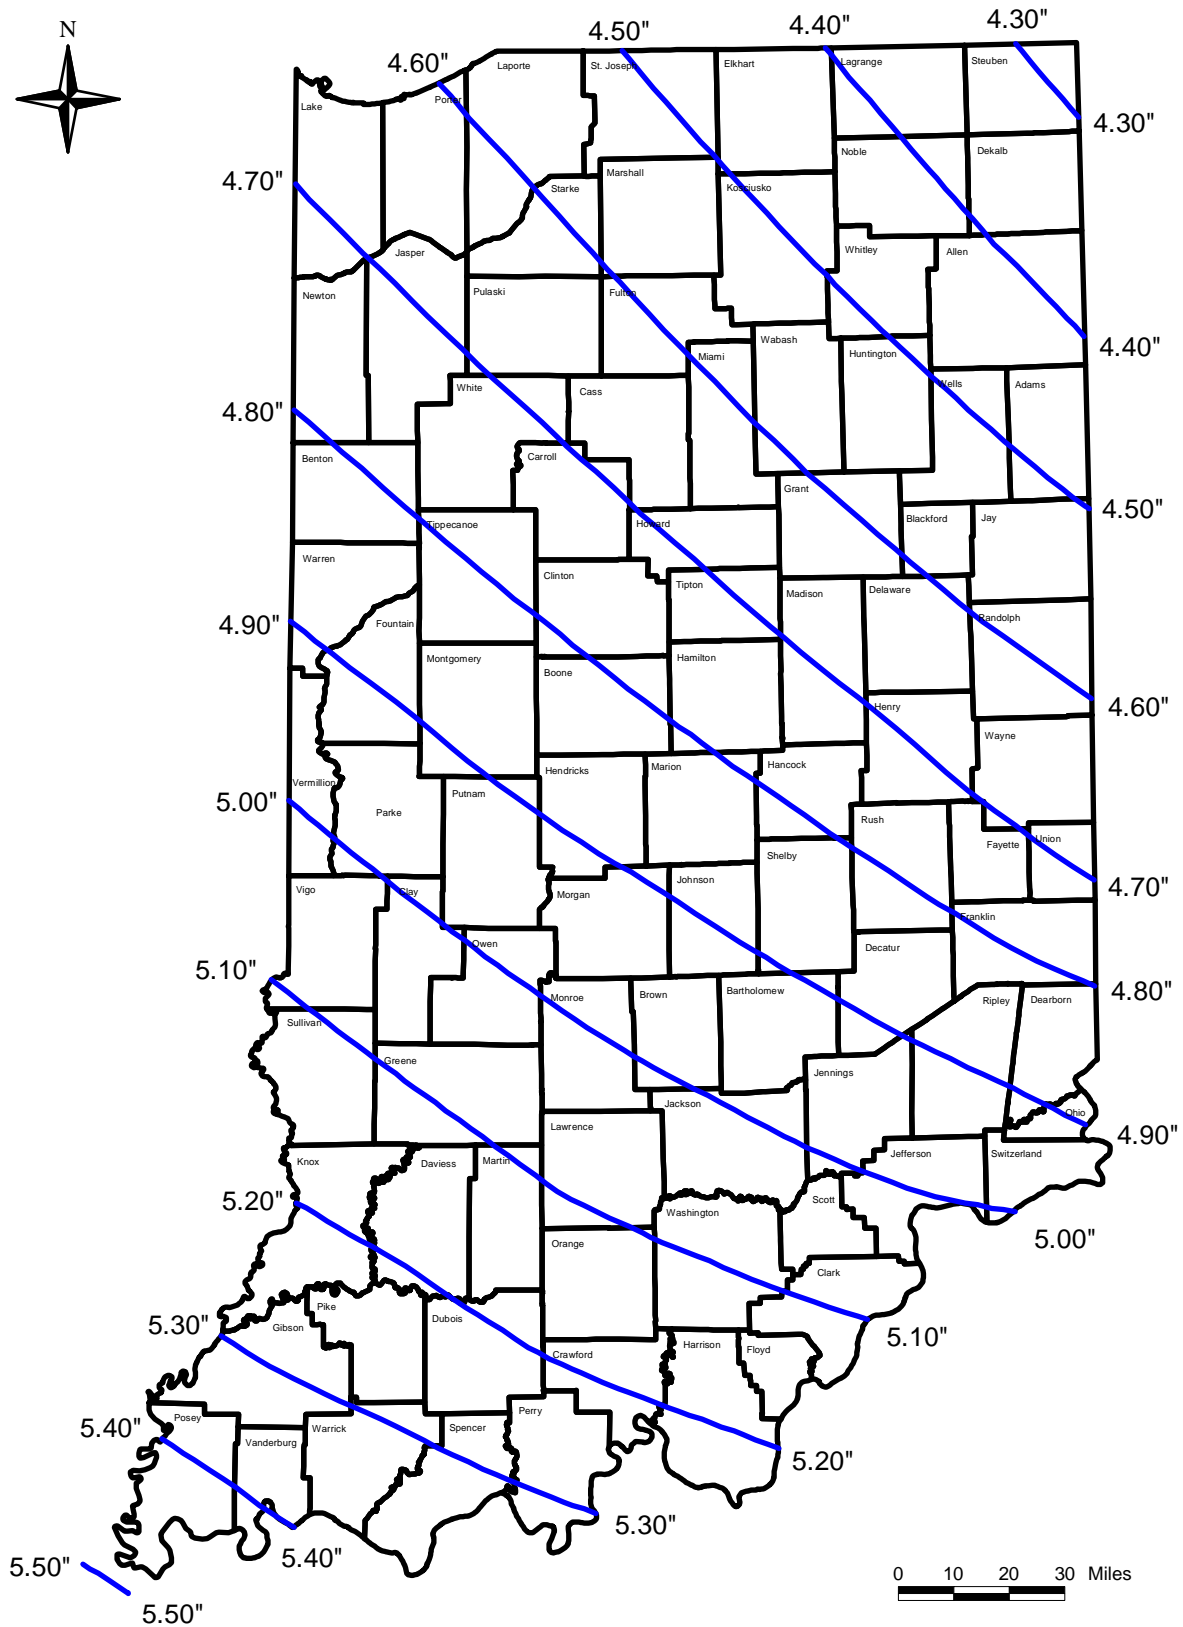 N
4.30"
4.40"
4.50"
4.60"
Laporte
St. Joseph
Elkhart
Lagrange
Steuben
Lake
Porter
4.30"
Noble
Dekalb
4.70"
Starke
Marshall
Kosciusko
Jasper
Whitley
Allen
Newton
Pulaski
Fulton
4.40"
Miami
Wabash
Huntington
White
Cass
Wells
Adams
4.80"
Benton
Carroll
Grant
4.50"
Tippecanoe
Howard
Blackford
Jay
Warren
Clinton
Tipton
Madison
Delaware
4.90"
Fountain
Randolph
Montgomery
Boone
Hamilton
4.60"
Henry
Wayne
Hendricks
Marion
Hancock
Vermillion
5.00"
Putnam
Parke
Rush
Fayette
Union
Shelby
Vigo
Clay
Morgan
Johnson
4.70"
Franklin
Owen
Decatur
5.10"
4.80"
Monroe
Brown
Bartholomew
Ripley
Dearborn
Sullivan
Greene
Jennings
Jackson
Ohio
Lawrence
4.90"
Knox
Daviess
Martin
Jefferson
Switzerland
5.20"
Scott
Washington
5.00"
Orange
Clark
Pike
5.30"
Gibson
Dubois
5.10"
Crawford
Harrison
Floyd
5.40"
Posey
Vanderburg
Warrick
Spencer
Perry
5.20"
5.30"
5.40"
5.50"
0 10 20 30 Miles
5.50"